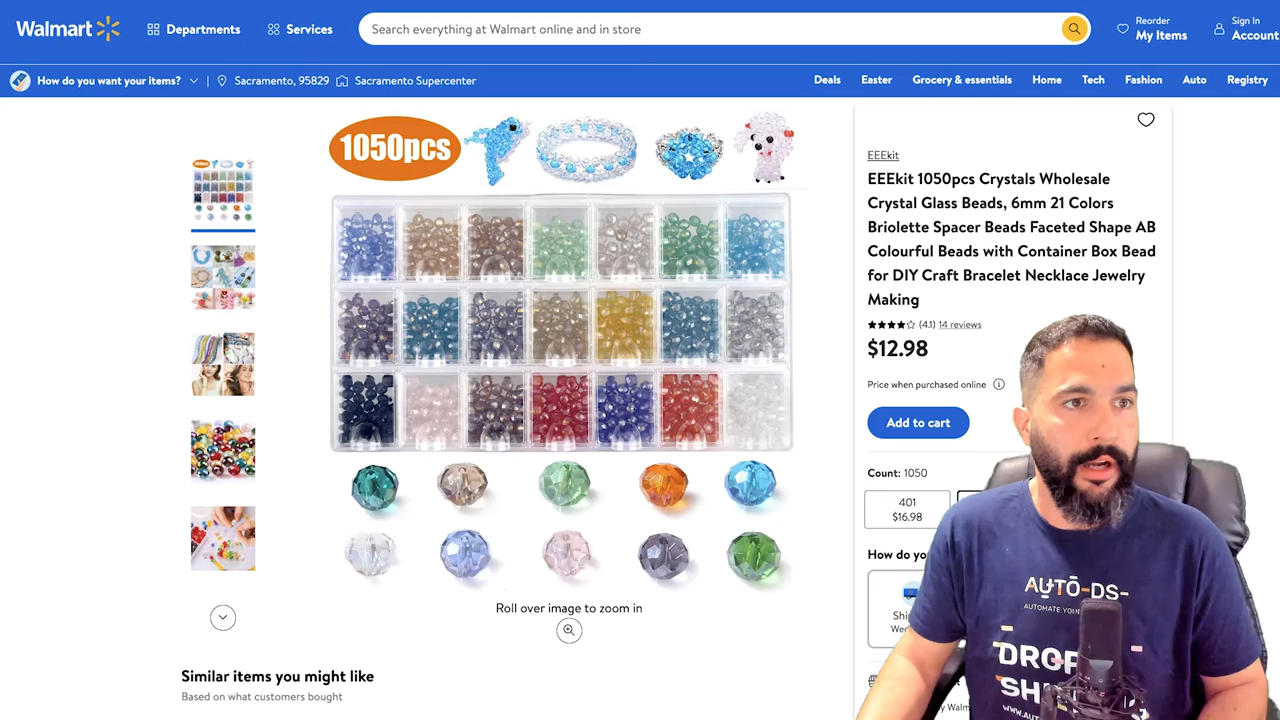 Walmart
Departments
Services
Search everything at Walmart online and in store
Reorder
My Items
Sign In
Account
How do you want your items?
Sacramento, 95829
Sacramento Supercenter
Deals
Easter
Grocery & essentials
Home
Tech
Fashion
Auto
Registry
1050pcs
EEEkit
EEEkit 1050pcs Crystals Wholesale
Crystal Glass Beads, 6mm 21 Colors
Briolette Spacer Beads Faceted Shape AB
Colourful Beads with Container Box Bead
for DIY Craft Bracelet Necklace Jewelry
Making
(4.1) 14 reviews
$12.98
Price when purchased online
Add to cart
Count: 1050
401
$16.98
How do
Roll over image to zoom in
Similar items you might like
Based on what customers bought
AUTO-DS-
AUTOMATE